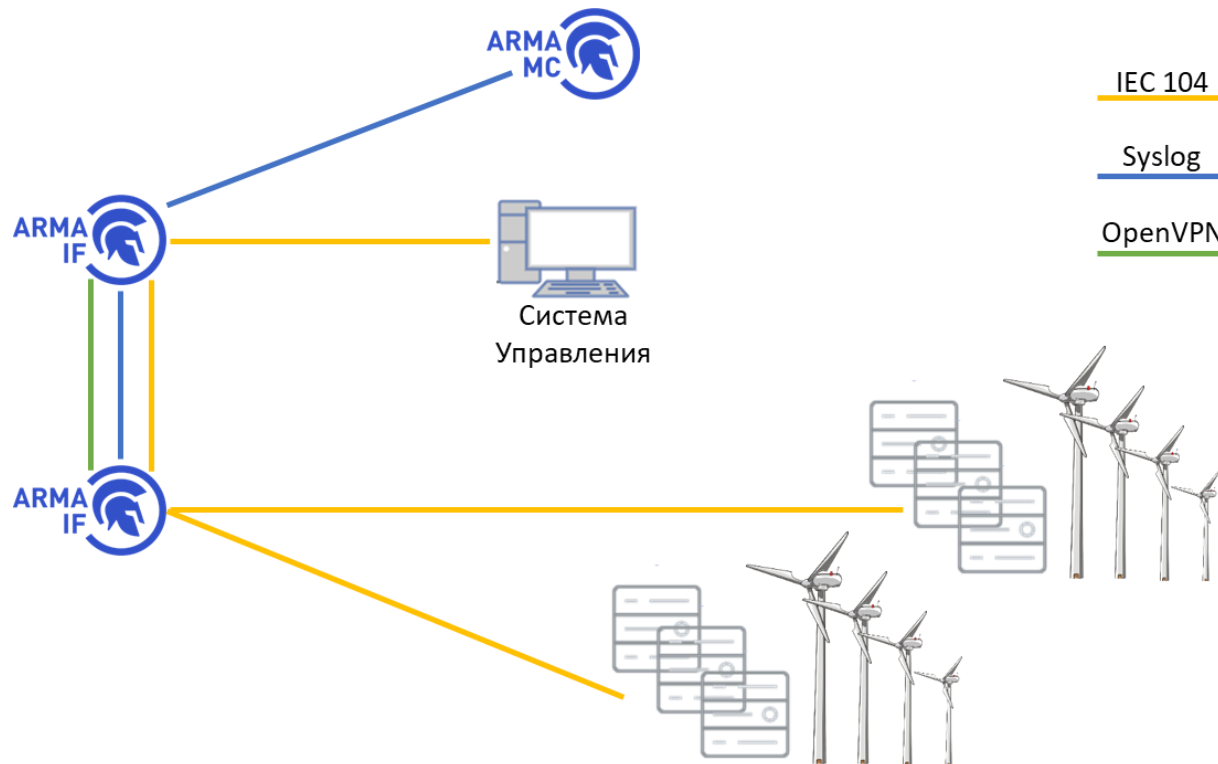 ARMA
MC
IEC 104
Syslog
ARMA
IF
OpenVPN
Система
Управления
ARMA
IF